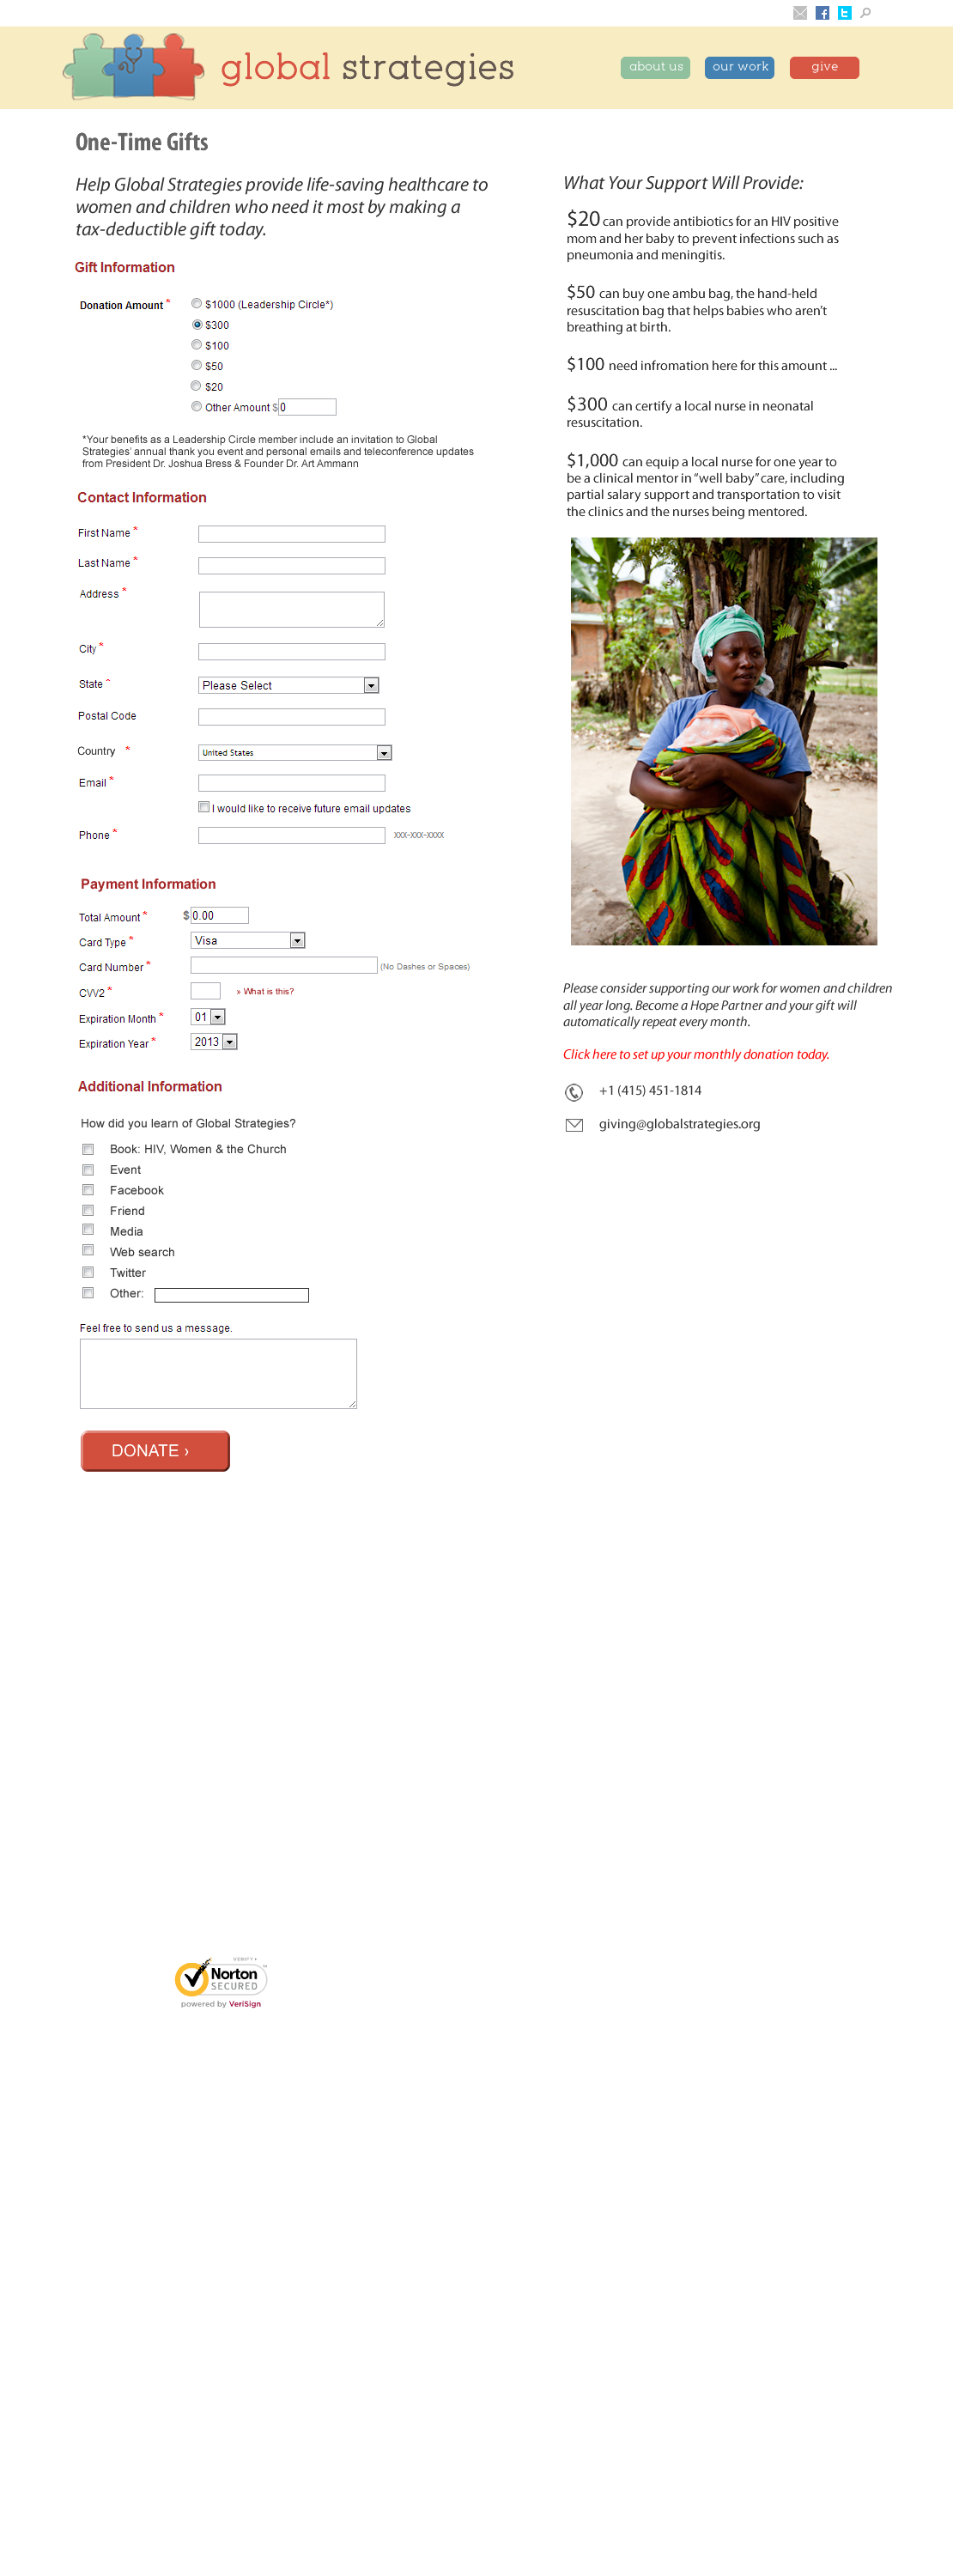 global strategies
about us
our work
give
One-Time Gifts
Help Global Strategies provide life-saving healthcare to
women and children who need it most by making a
tax-deductible gift today.
Gift Information
Donation Amount *
$1000 (Leadership Circle*)
$300
$100
$50
$20
Other Amount $ 0
*Your benefits as a Leadership Circle member include an invitation to Global
Strategies' annual thank you event and personal emails and teleconference updates
from President Dr. Joshua Bress & Founder Dr. Art Ammann
Contact Information
First Name *
Last Name *
Address *
City *
State *
Please Select
Postal Code
Country *
United States
Email *
I would like to receive future email updates
Phone *
xxx-xxx-xxxx
Payment Information
Total Amount *
$ 0.00
Card Type *
Visa
Card Number *
(No Dashes or Spaces)
CVV2 *
» What is this?
Expiration Month *
01
Expiration Year *
2013
Additional Information
How did you learn of Global Strategies?
Book: HIV, Women & the Church
Event
Facebook
Friend
Media
Web search
Twitter
Other:
Feel free to send us a message.
DONATE ›
What Your Support Will Provide:
$20 can provide antibiotics for an HIV positive
mom and her baby to prevent infections such as
pneumonia and meningitis.
$50 can buy one ambu bag, the hand-held
resuscitation bag that helps babies who aren't
breathing at birth.
$100 need infromation here for this amount ...
$300 can certify a local nurse in neonatal
resuscitation.
$1,000 can equip a local nurse for one year to
be a clinical mentor in “well baby” care, including
partial salary support and transportation to visit
the clinics and the nurses being mentored.
Please consider supporting our work for women and children
all year long. Become a Hope Partner and your gift will
automatically repeat every month.
Click here to set up your monthly donation today.
+1 (415) 451-1814
giving@globalstrategies.org
VERIFY ›
Norton
SECURED
powered by VeriSign